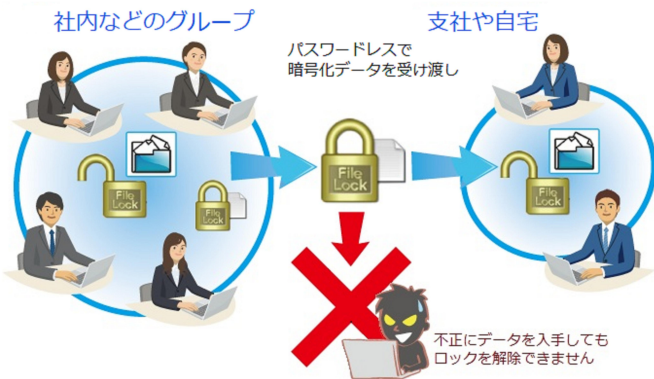 社内などのグループ
支社や自宅
パスワードレスで
暗号化データを受け渡し
File
Lock
File
Lock
File
Lock
File
Lock
不正にデータを入手しても
ロックを解除できません